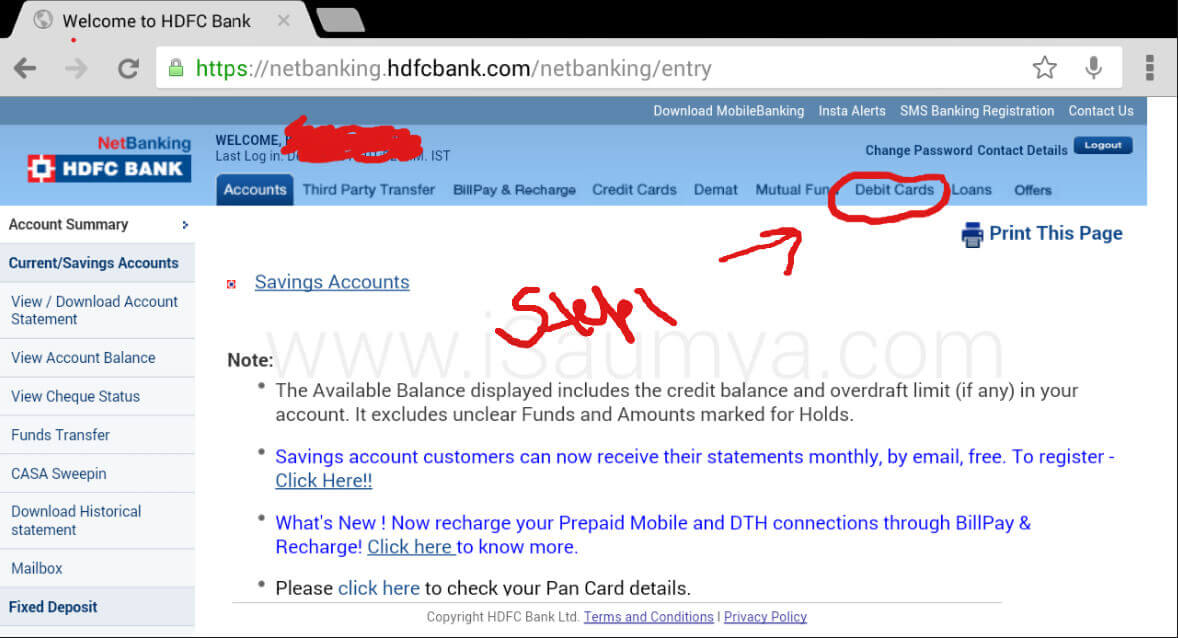 Welcome to HDFC Bank
https://netbanking.hdfcbank.com/netbanking/entry
Download MobileBanking Insta Alerts SMS Banking Registration Contact Us
NetBanking
HDFC BANK
WELCOME,
Last Log in: IST
Change Password Contact Details Logout
Accounts Third Party Transfer BillPay & Recharge Credit Cards Demat Mutual Debit Cards Loans Offers
Account Summary
Print This Page
Current/Savings Accounts
Savings Accounts
View / Download Account
Statement
View Account Balance
View Cheque Status
Funds Transfer
CASA Sweepin
Download Historical
statement
Mailbox
Fixed Deposit
Step1
www.iSaumya.com
Note:
The Available Balance displayed includes the credit balance and overdraft limit (if any) in your
account. It excludes unclear Funds and Amounts marked for Holds.
Savings account customers can now receive their statements monthly, by email, free. To register -
Click Here!!
What's New ! Now recharge your Prepaid Mobile and DTH connections through BillPay &
Recharge! Click here to know more.
Please click here to check your Pan Card details.
Copyright HDFC Bank Ltd. Terms and Conditions | Privacy Policy